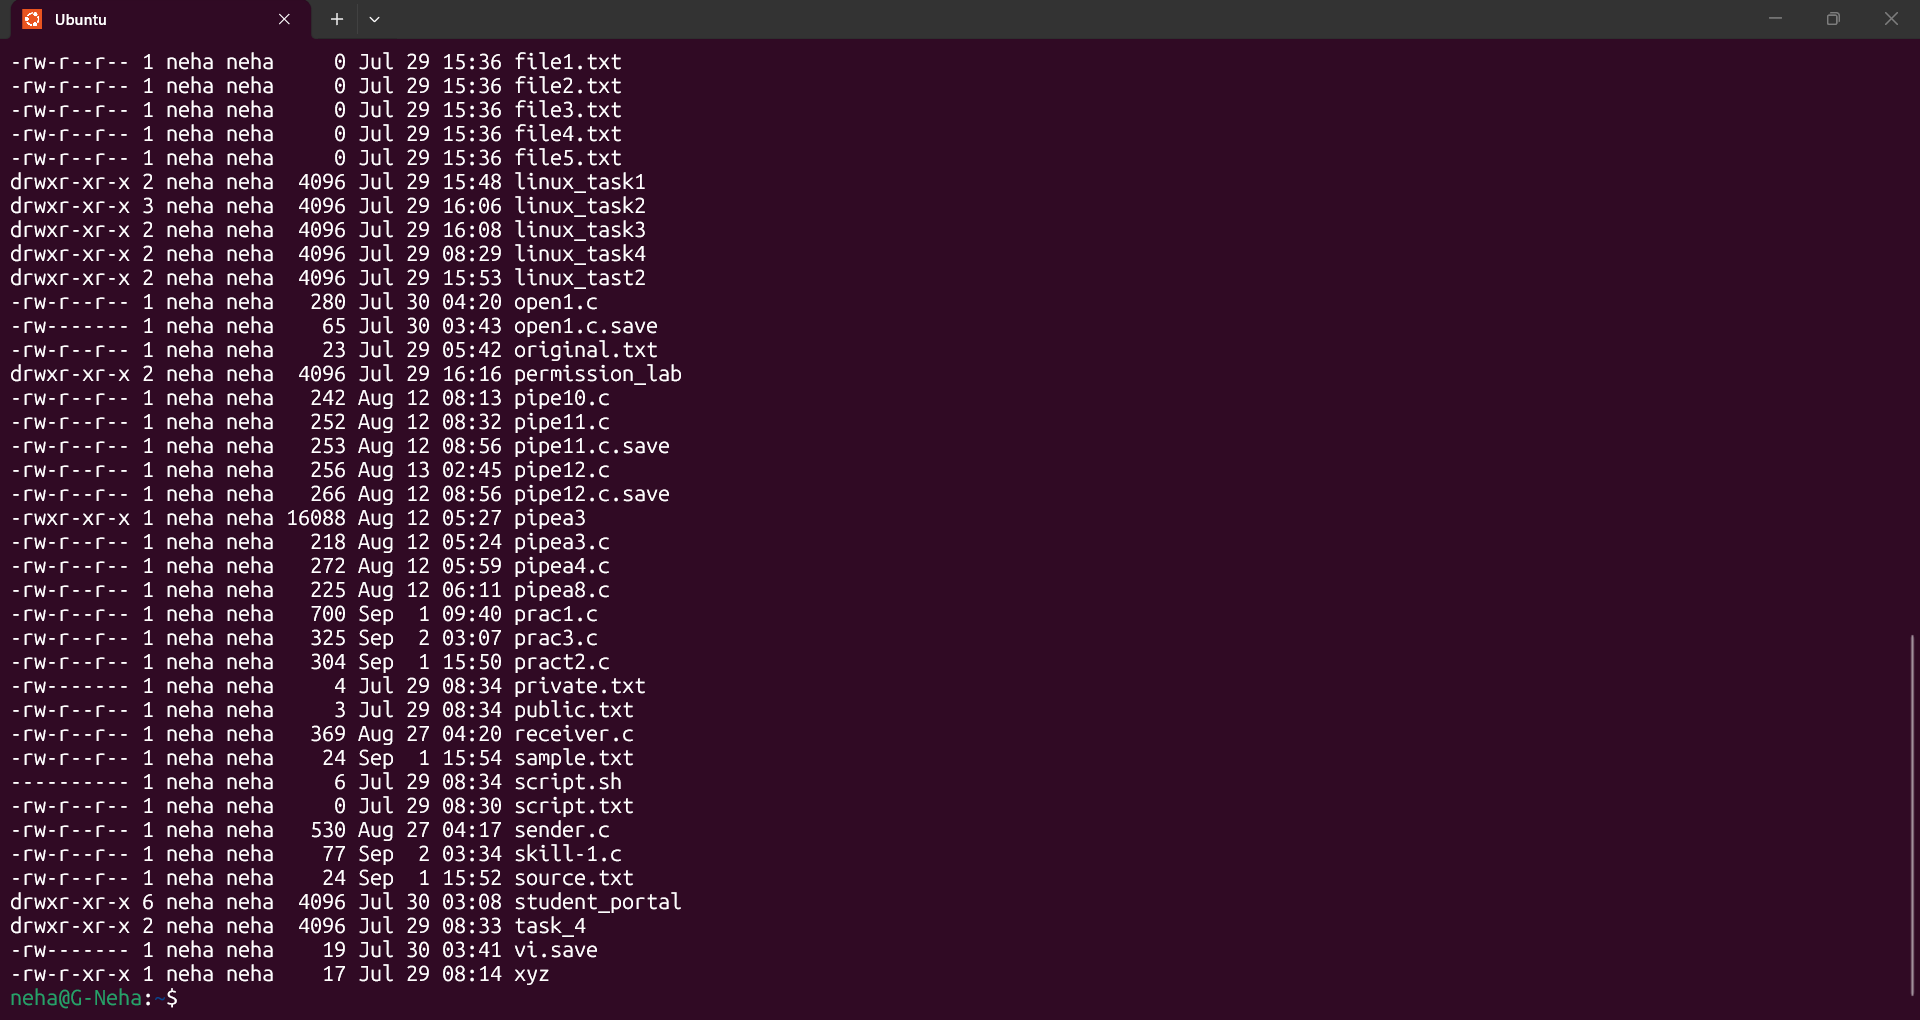 Ubuntu
-rw-r--r-- 1 neha neha     0 Jul 29 15:36 file1.txt
-rw-r--r-- 1 neha neha     0 Jul 29 15:36 file2.txt
-rw-r--r-- 1 neha neha     0 Jul 29 15:36 file3.txt
-rw-r--r-- 1 neha neha     0 Jul 29 15:36 file4.txt
-rw-r--r-- 1 neha neha     0 Jul 29 15:36 file5.txt
drwxr-xr-x 2 neha neha  4096 Jul 29 15:48 linux_task1
drwxr-xr-x 3 neha neha  4096 Jul 29 16:06 linux_task2
drwxr-xr-x 2 neha neha  4096 Jul 29 16:08 linux_task3
drwxr-xr-x 2 neha neha  4096 Jul 29 08:29 linux_task4
drwxr-xr-x 2 neha neha  4096 Jul 29 15:53 linux_tast2
-rw-r--r-- 1 neha neha   280 Jul 30 04:20 open1.c
-rw------- 1 neha neha    65 Jul 30 03:43 open1.c.save
-rw-r--r-- 1 neha neha    23 Jul 29 05:42 original.txt
drwxr-xr-x 2 neha neha  4096 Jul 29 16:16 permission_lab
-rw-r--r-- 1 neha neha   242 Aug 12 08:13 pipe10.c
-rw-r--r-- 1 neha neha   252 Aug 12 08:32 pipe11.c
-rw-r--r-- 1 neha neha   253 Aug 12 08:56 pipe11.c.save
-rw-r--r-- 1 neha neha   256 Aug 13 02:45 pipe12.c
-rw-r--r-- 1 neha neha   266 Aug 12 08:56 pipe12.c.save
-rwxr-xr-x 1 neha neha 16088 Aug 12 05:27 pipea3
-rw-r--r-- 1 neha neha   218 Aug 12 05:24 pipea3.c
-rw-r--r-- 1 neha neha   272 Aug 12 05:59 pipea4.c
-rw-r--r-- 1 neha neha   225 Aug 12 06:11 pipea8.c
-rw-r--r-- 1 neha neha   700 Sep  1 09:40 prac1.c
-rw-r--r-- 1 neha neha   325 Sep  2 03:07 prac3.c
-rw-r--r-- 1 neha neha   304 Sep  1 15:50 pract2.c
-rw------- 1 neha neha     4 Jul 29 08:34 private.txt
-rw-r--r-- 1 neha neha     3 Jul 29 08:34 public.txt
-rw-r--r-- 1 neha neha   369 Aug 27 04:20 receiver.c
-rw-r--r-- 1 neha neha    24 Sep  1 15:54 sample.txt
---------- 1 neha neha     6 Jul 29 08:34 script.sh
-rw-r--r-- 1 neha neha     0 Jul 29 08:30 script.txt
-rw-r--r-- 1 neha neha   530 Aug 27 04:17 sender.c
-rw-r--r-- 1 neha neha    77 Sep  2 03:34 skill-1.c
-rw-r--r-- 1 neha neha    24 Sep  1 15:52 source.txt
drwxr-xr-x 6 neha neha  4096 Jul 30 03:08 student_portal
drwxr-xr-x 2 neha neha  4096 Jul 29 08:33 task_4
-rw------- 1 neha neha    19 Jul 30 03:41 vi.save
-rw-r-xr-x 1 neha neha    17 Jul 29 08:14 xyz
neha@G-Neha:~$